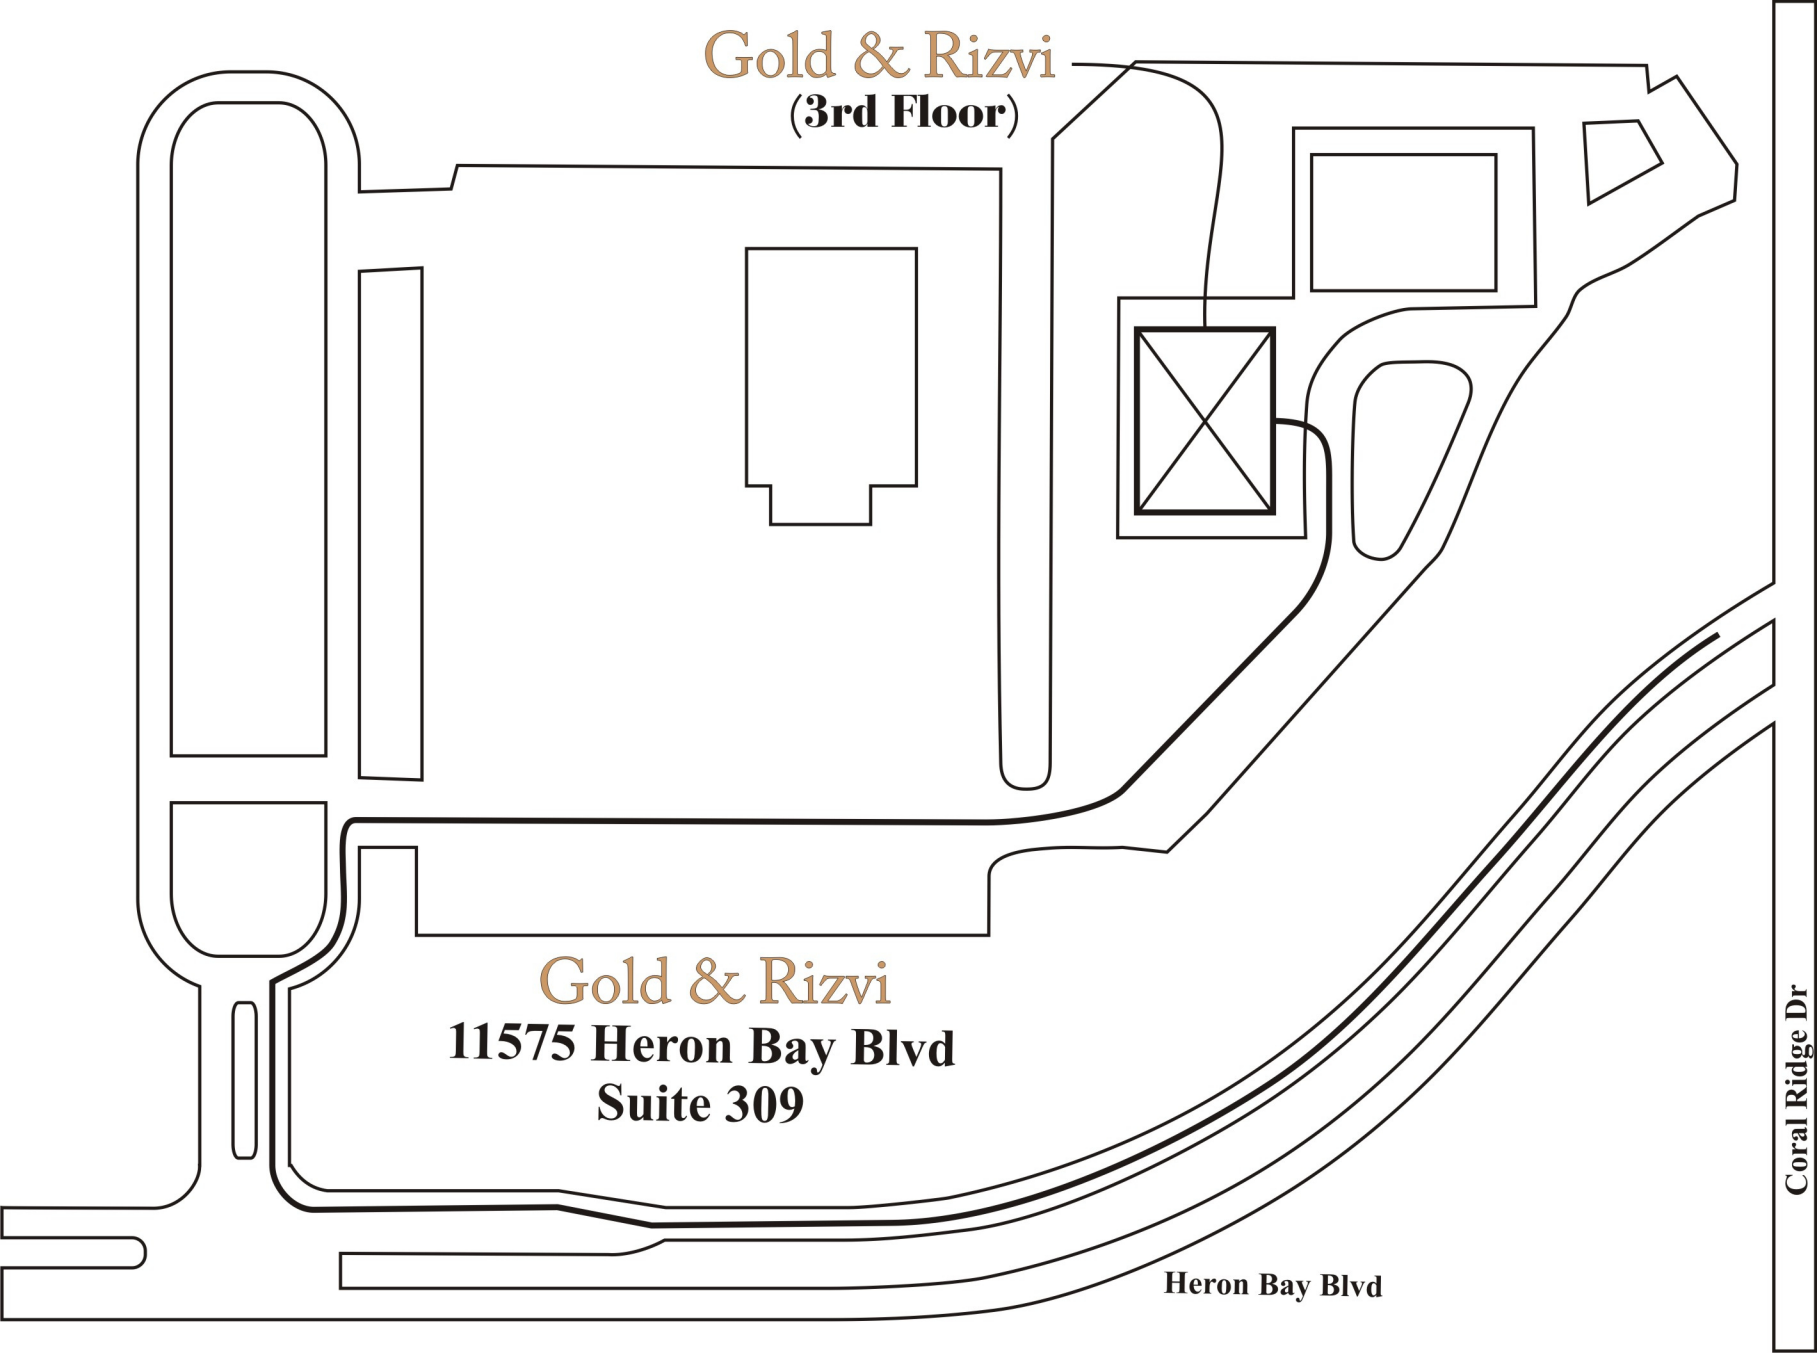 Gold & Rizvi
(3rd Floor)
Gold & Rizvi
11575 Heron Bay Blvd
Suite 309
Heron Bay Blvd
Coral Ridge Dr